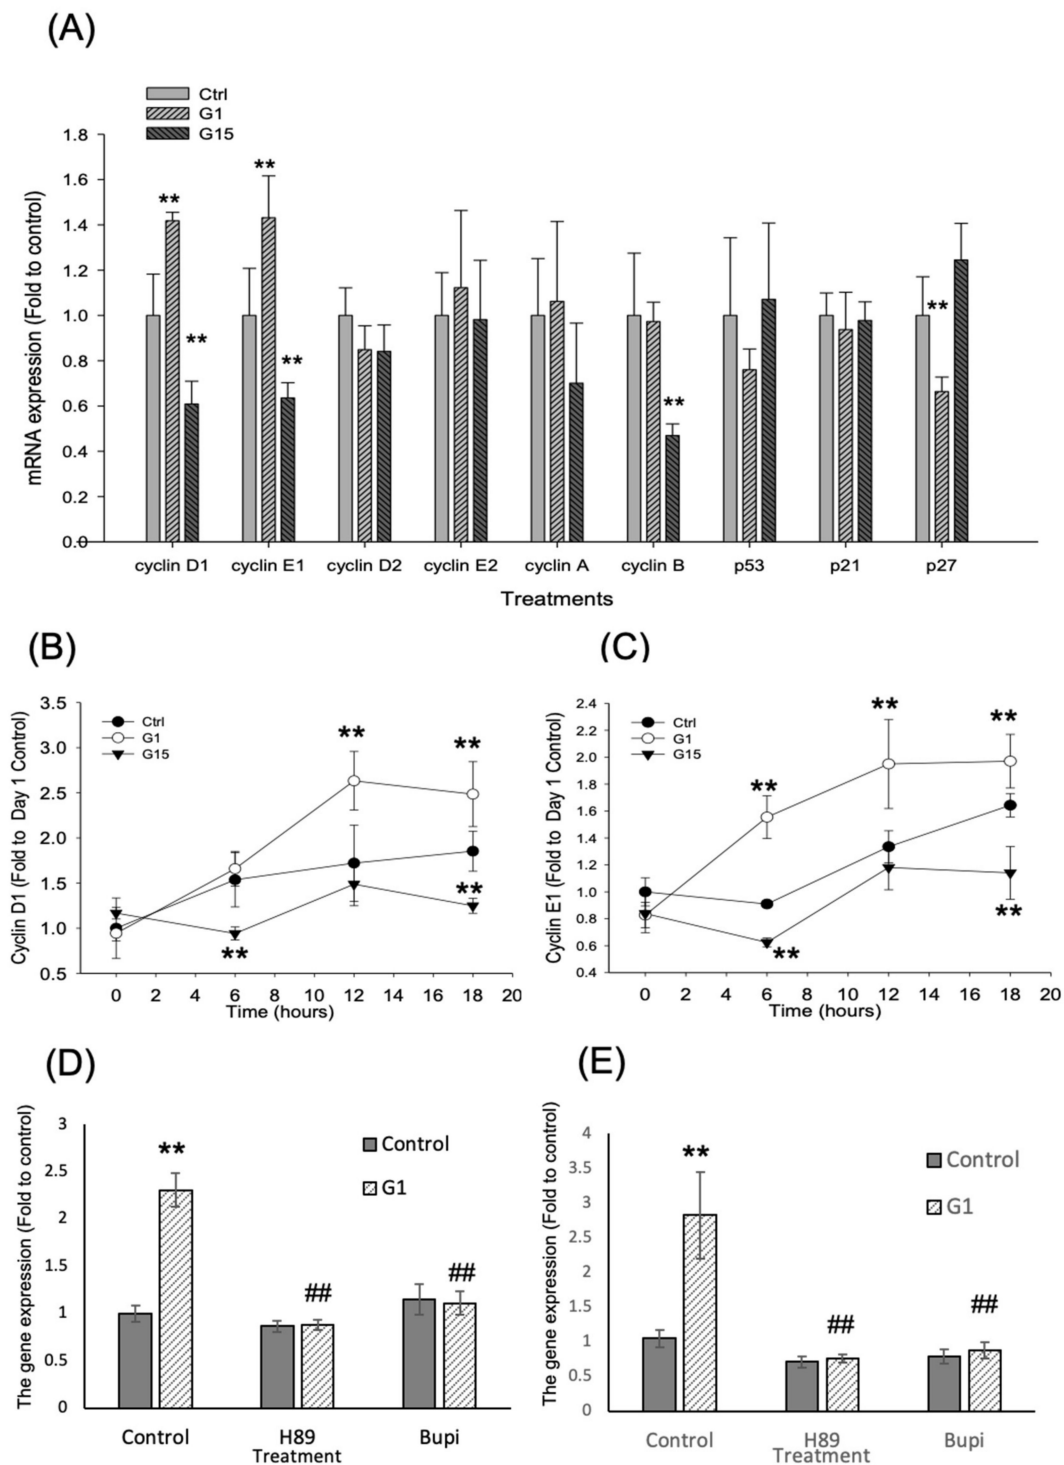 (A)
Ctrl
G1
G15
mRNA expression (Fold to control)
1.8
1.6
1.4
1.2
1.0
0.8
0.6
0.4
0.2
0.0
** ** ** ** ** **
cyclin D1 cyclin E1 cyclin D2 cyclin E2 cyclin A cyclin B p53 p21 p27
Treatments
(B)
Cyclin D1 (Fold to Day 1 Control)
3.5
3.0
2.5
2.0
1.5
1.0
0.5
Ctrl
G1
G15
** ** ** **
0 2 4 6 8 10 12 14 16 18 20
Time (hours)
(C)
Cyclin E1 (Fold to Day 1 Control)
2.4
2.2
2.0
1.8
1.6
1.4
1.2
1.0
0.8
0.6
0.4
Ctrl
G1
G15
** ** ** ** **
0 2 4 6 8 10 12 14 16 18 20
Time (hours)
(D)
The gene expression (Fold to control)
3
2.5
2
1.5
1
0.5
0
Control
G1
** ## ##
Control H89 Bupi
Treatment
(E)
The gene expression (Fold to control)
4
3.5
3
2.5
2
1.5
1
0.5
0
Control
G1
** ## ##
Control H89 Bupi
Treatment